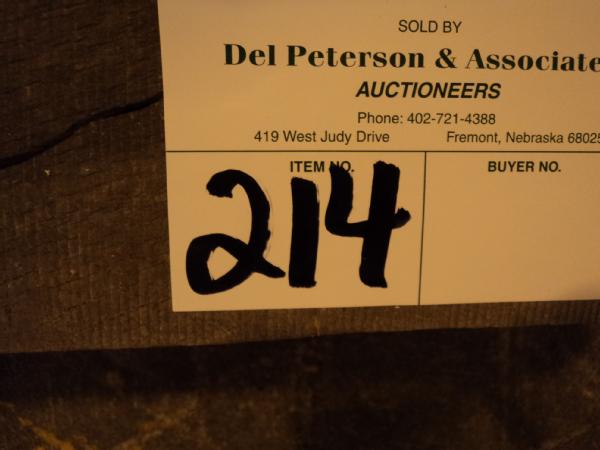 SOLD BY
Del Peterson & Associate
AUCTIONEERS
Phone: 402-721-4388
419 West Judy Drive Fremont, Nebraska 68025
ITEM NO. BUYER NO.
214